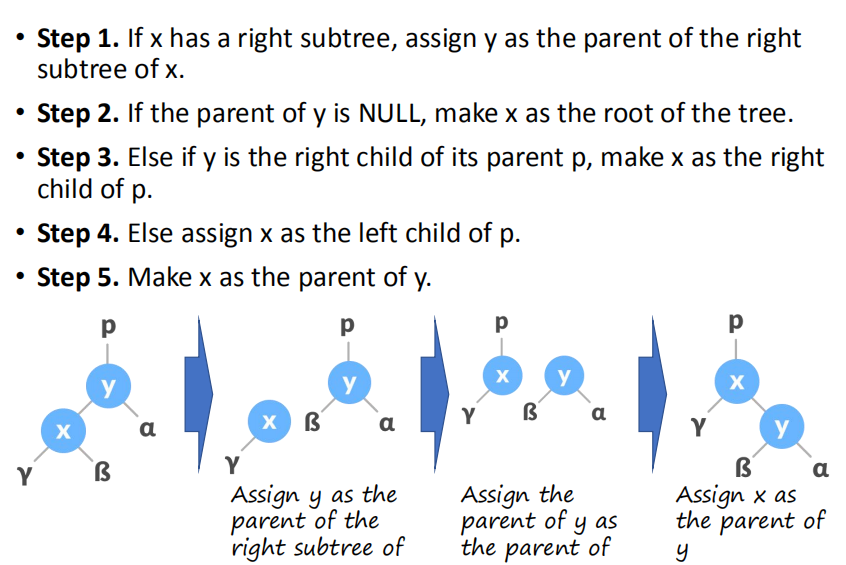 • Step 1. If x has a right subtree, assign y as the parent of the right
subtree of x.
• Step 2. If the parent of y is NULL, make x as the root of the tree.
• Step 3. Else if y is the right child of its parent p, make x as the right
child of p.
• Step 4. Else assign x as the left child of p.
• Step 5. Make x as the parent of y.
p
y
x
α
γ
ß
p
y
x
ß
α
γ
Assign y as the
parent of the
right subtree of
p
x
y
γ
ß
α
Assign the
parent of y as
the parent of
p
x
γ
y
ß
α
Assign x as
the parent of
y